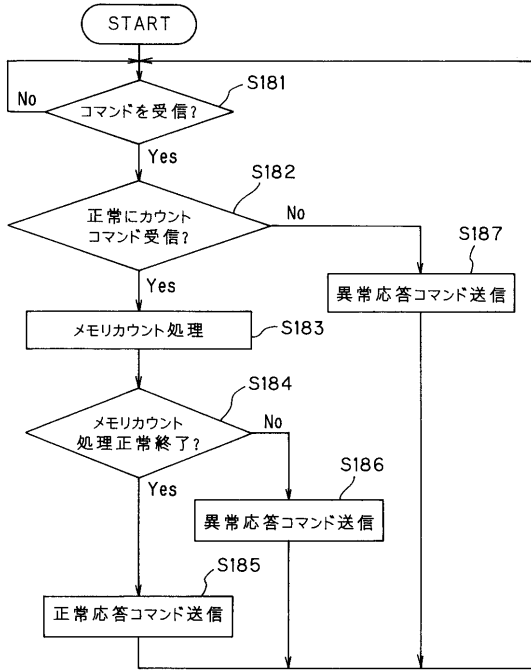 START
S181
コマンドを受信?
No
Yes
S182
正常にカウント
コマンド受信?
No
Yes
S187
異常応答コマンド送信
メモリカウント処理
S183
S184
メモリカウント
処理正常終了?
No
Yes
S186
異常応答コマンド送信
S185
正常応答コマンド送信